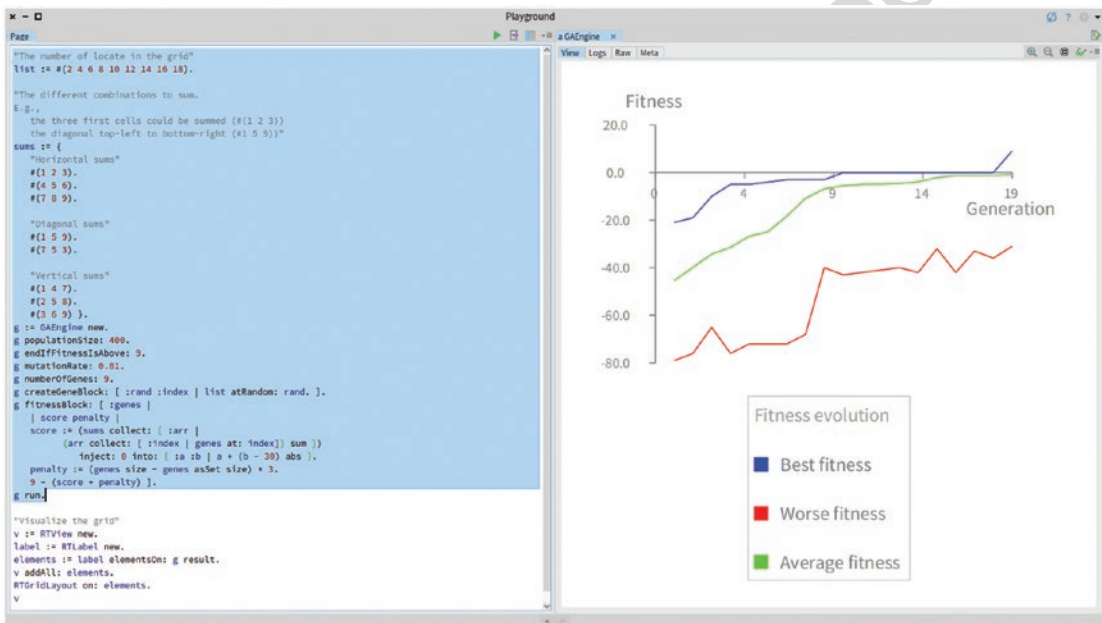 Playground
Page
"The number of locate in the grid"
list := #(2 4 6 8 10 12 14 16 18).
"The different combinations to sum.
E.g.,
the three first cells could be summed (#(1 2 3))
the diagonal top-left to bottom-right (#1 5 9))"
sums := {
"Horizontal sums"
#(1 2 3).
#(4 5 6).
#(7 8 9).
"Diagonal sums"
#(1 5 9).
#(7 5 3).
"Vertical sums"
#(1 4 7).
#(2 5 8).
#(3 6 9) }.
g := GAEngine new.
g populationSize: 400.
g endIfFitnessIsAbove: 9.
g mutationRate: 0.01.
g numberOfGenes: 9.
g createGeneBlock: [ :rand :index | list atRandom: rand. ].
g fitnessBlock: [ :genes |
| score penalty |
score := (sums collect: [ :arr |
(arr collect: [ :index | genes at: index]) sum ])
inject: 0 into: [ :a :b | a + (b - 30) abs ].
penalty := (genes size - genes asSet size) * 3.
9 - (score + penalty) ].
g run.
"Visualize the grid"
v := RTView new.
label := RTLabel new.
elements := label elementsOn: g result.
v addAll: elements.
RTGridLayout on: elements.
v
a GAEngine
View Logs Raw Meta
Fitness
20.0
0.0
0 4 9 14 19
Generation
-20.0
-40.0
-60.0
-80.0
Fitness evolution
Best fitness
Worse fitness
Average fitness